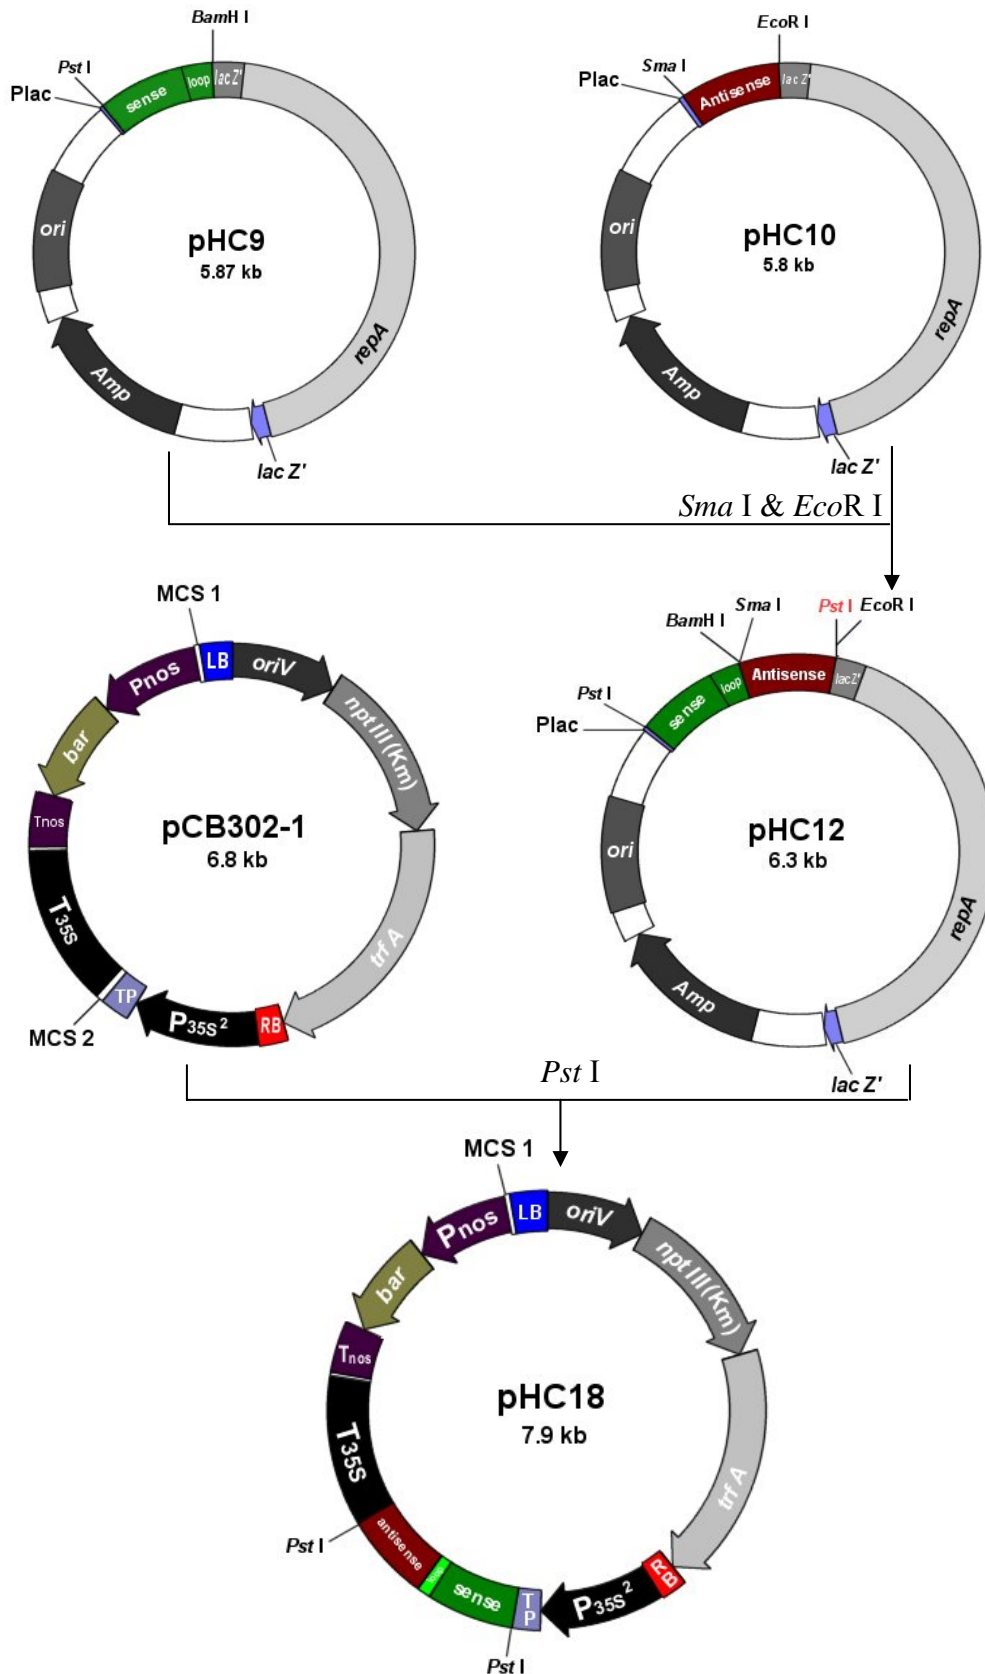 BamH I
Pst I
Plac
sense
loop
lac Z'
ori
pHC9
5.87 kb
repA
Amp
lac Z'
EcoR I
Sma I
Plac
Antisense
lac Z'
ori
pHC10
5.8 kb
repA
Amp
lac Z'
Sma I & EcoR I
MCS 1
LB
oriV
Pnos
bar
npt III(Km)
Tnos
pCB302-1
6.8 kb
T35S
trf A
TP
MCS 2
P35S²
RB
Sma I
Pst I
EcoR I
BamH I
Antisense
lac Z'
loop
sense
Pst I
Plac
ori
pHC12
6.3 kb
repA
Amp
lac Z'
Pst I
MCS 1
LB
oriV
Pnos
bar
npt III(Km)
Tnos
pHC18
7.9 kb
T35S
trf A
Pst I
antisense
loop
sense
TP
P35S²
RB
Pst I